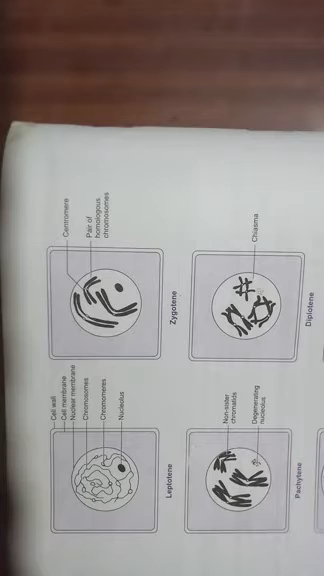 Cell wall
Cell membrane
Nuclear membrane
Chromosomes
Chromomeres
Nucleolus
Leptotene
Centromere
Pair of
homologous
chromosomes
Zygotene
Non-sister
chromatids
Degenerating
nucleolus
Pachytene
Chiasma
Diplotene